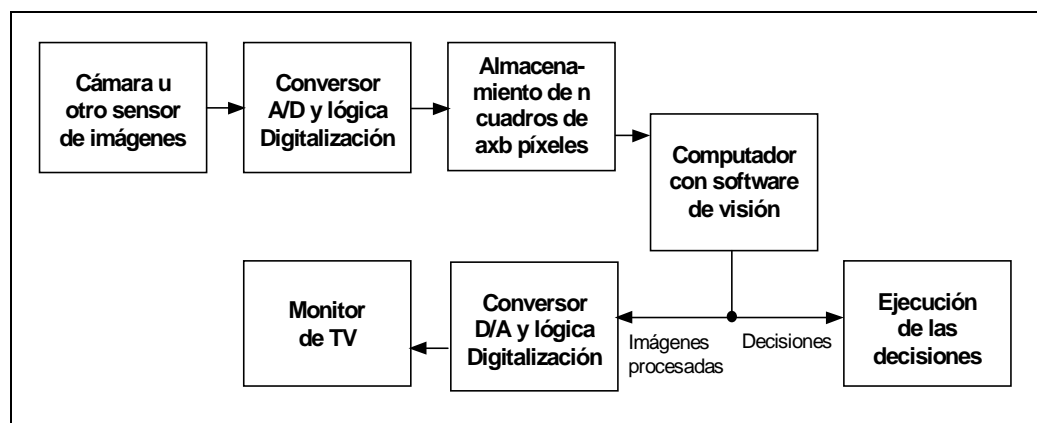 Cámara u
otro sensor
de imágenes
Conversor
A/D y lógica
Digitalización
Almacena-
miento de n
cuadros de
axb píxeles
Computador
con software
de visión
Monitor
de TV
Conversor
D/A y lógica
Digitalización
Imágenes
procesadas
Decisiones
Ejecución
de las
decisiones